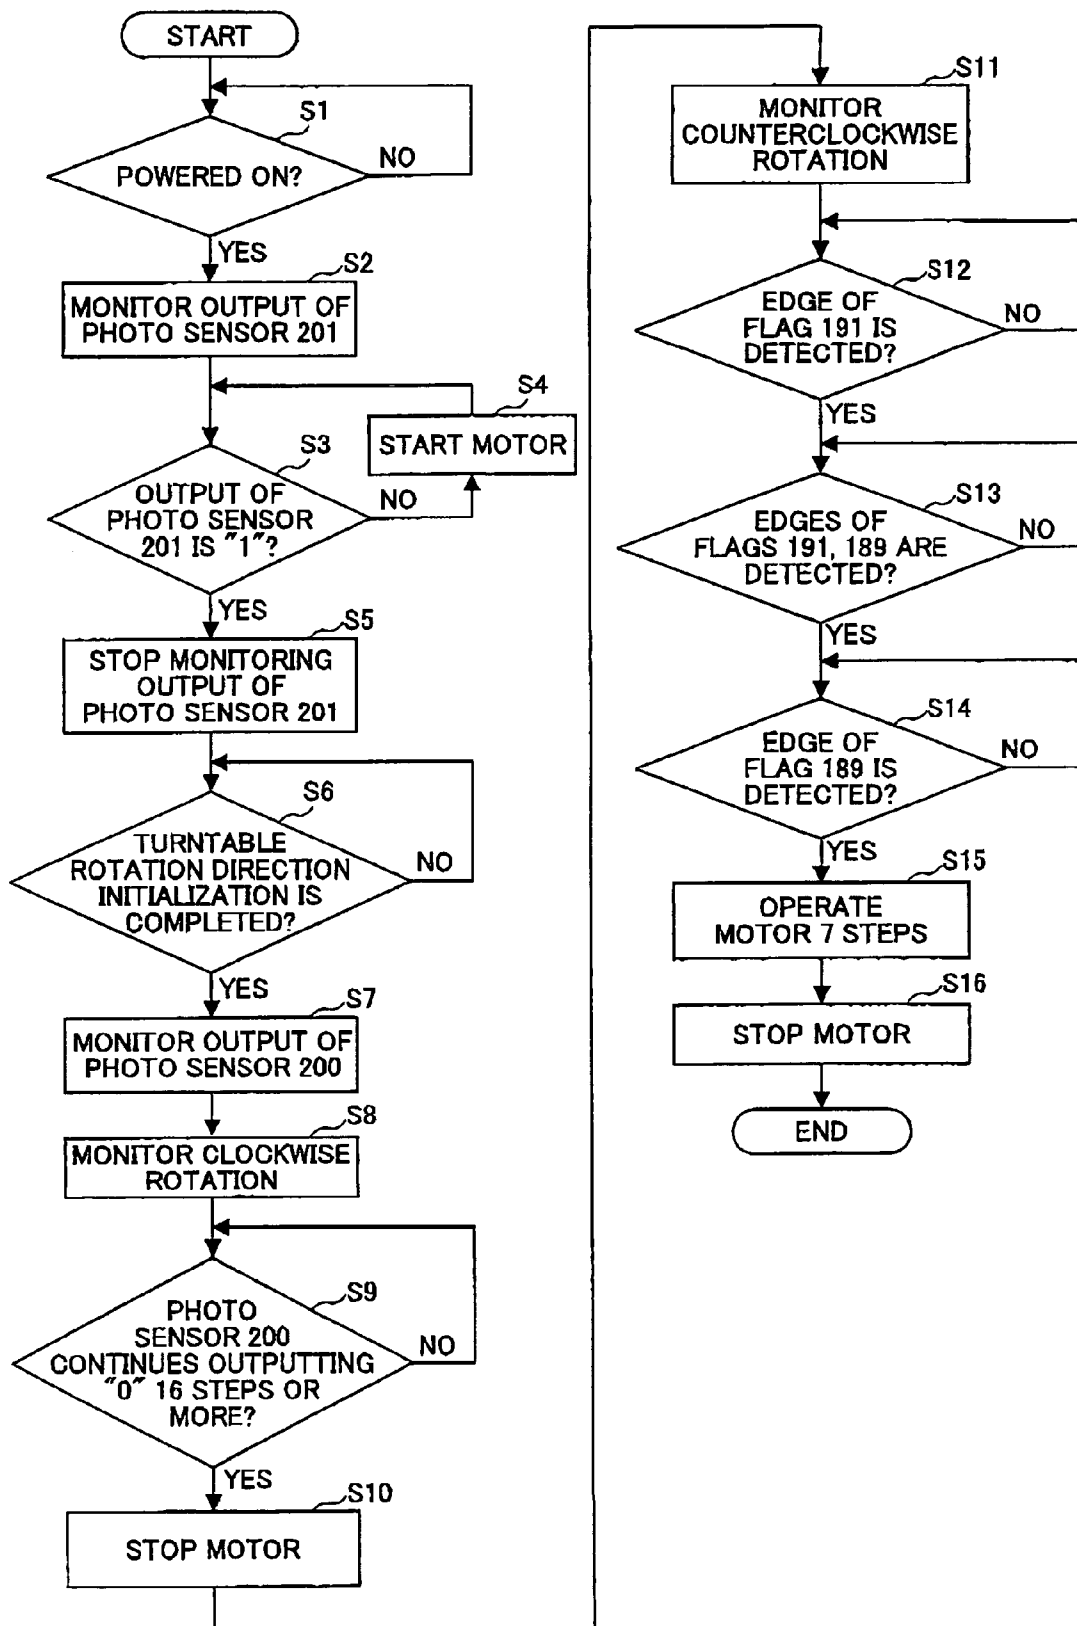 START
S1
POWERED ON?
NO
YES
S2
MONITOR OUTPUT OF
PHOTO SENSOR 201
S4
START MOTOR
S3
OUTPUT OF
PHOTO SENSOR
201 IS "1"?
NO
YES
S5
STOP MONITORING
OUTPUT OF
PHOTO SENSOR 201
S6
TURNTABLE
ROTATION DIRECTION
INITIALIZATION IS
COMPLETED?
NO
YES
S7
MONITOR OUTPUT OF
PHOTO SENSOR 200
S8
MONITOR CLOCKWISE
ROTATION
S9
PHOTO
SENSOR 200
CONTINUES OUTPUTTING
"0" 16 STEPS OR
MORE?
NO
YES
S10
STOP MOTOR
S11
MONITOR
COUNTERCLOCKWISE
ROTATION
S12
EDGE OF
FLAG 191 IS
DETECTED?
NO
YES
S13
EDGES OF
FLAGS 191, 189 ARE
DETECTED?
NO
YES
S14
EDGE OF
FLAG 189 IS
DETECTED?
NO
YES
S15
OPERATE
MOTOR 7 STEPS
S16
STOP MOTOR
END